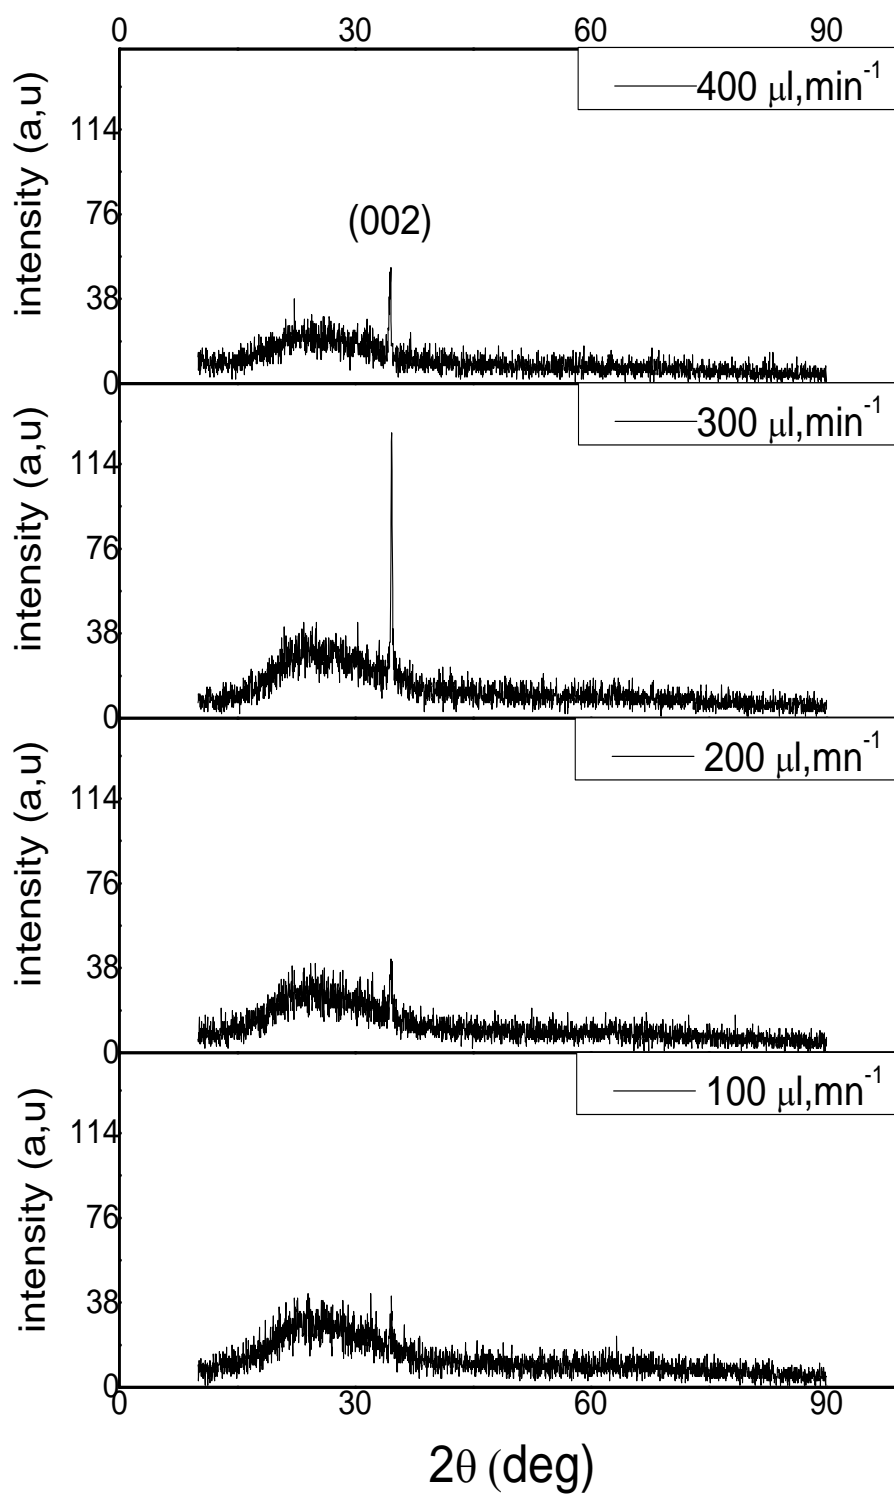 0 30 60 90
400 μl,min-1
intensity (a,u)
114
76
38
0
(002)
300 μl,min-1
intensity (a,u)
114
76
38
0
200 μl,mn-1
intensity (a,u)
114
76
38
0
100 μl,mn-1
intensity (a,u)
114
76
38
0
0 30 60 90
2θ (deg)